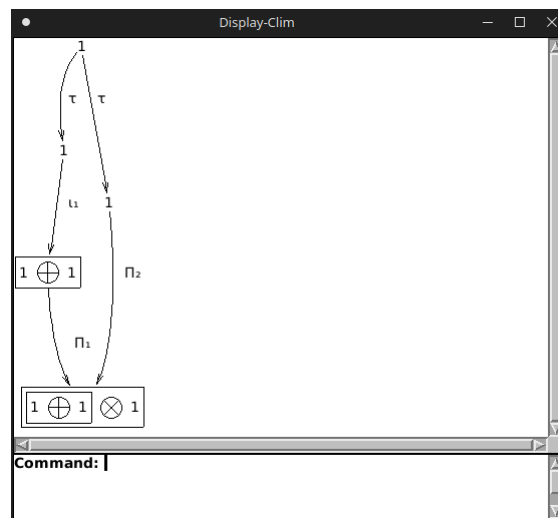 Display-Clim
1
τ τ
1
ι₁ 1
1 ⊕ 1 Π₂
Π₁
1 ⊕ 1 ⊗ 1
Command: